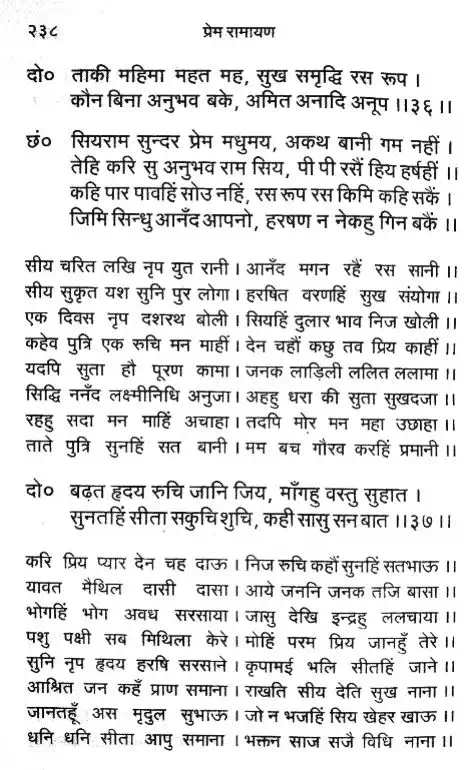 २३८ प्रेम रामायण
दो० ताकी महिमा महत मह, सुख समृद्धि रस रूप ।
कौन बिना अनुभव बके, अमित अनादि अनूप ।।३६।।
छं० सियराम सुन्दर प्रेम मधुमय, अकथ बानी गम नहीं ।
तेहि करि सु अनुभव राम सिय, पी पी रसैं हिय हर्षहीं ।।
कहि पार पावहिं सोउ नहिं, रस रूप रस किमि कहि सकैं ।
जिमि सिन्धु आनँद आपनो, हरषण न नेकहु गिन बकैं ।।
सीय चरित लखि नृप युत रानी । आनँद मगन रहैं रस सानी ।।
सीय सुकृत यश सुनि पुर लोगा । हरषित वरणहिं सुख संयोगा ।।
एक दिवस नृप दशरथ बोली । सियहिं दुलार भाव निज खोली ।।
कहेव पुत्रि एक रुचि मन माहीं । देन चहौं कछु तव प्रिय काहीं ।।
यदपि सुता हौ पूरण कामा । जनक लाड़िली ललित ललामा ।।
सिद्धि ननँद लक्ष्मीनिधि अनुजा । अहहु धरा की सुता सुखदजा ।।
रहहु सदा मन माहिं अचाहा । तदपि मोर मन महा उछाहा ।।
ताते पुत्रि सुनहिं सत बानी । मम बच गौरव करहिं प्रमानी ।।
दो० बढ़त हृदय रुचि जानि जिय, माँगहु वस्तु सुहात ।
सुनतहिं सीता सकुचि शुचि, कही सासु सन बात ।।३७।।
करि प्रिय प्यार देन चह दाऊ । निज रुचि कहौं सुनहिं सतभाऊ ।।
यावत मैथिल दासी दासा । आये जननि जनक तजि बासा ।।
भोगहिं भोग अवध सरसाया । जासु देखि इन्द्रहु ललचाया ।।
पशु पक्षी सब मिथिला केरे । मोहिं परम प्रिय जानहुँ तेरे ।।
सुनि नृप हृदय हरषि सरसाने । कृपामई भलि सीतहिं जाने ।।
आश्रित जन कहँ प्राण समाना । राखति सीय देति सुख नाना ।।
जानतहूँ अस मृदुल सुभाऊ । जो न भजहिं सिय खेहर खाऊ ।।
धनि धनि सीता आपु समाना । भक्तन साज सजै विधि नाना ।।